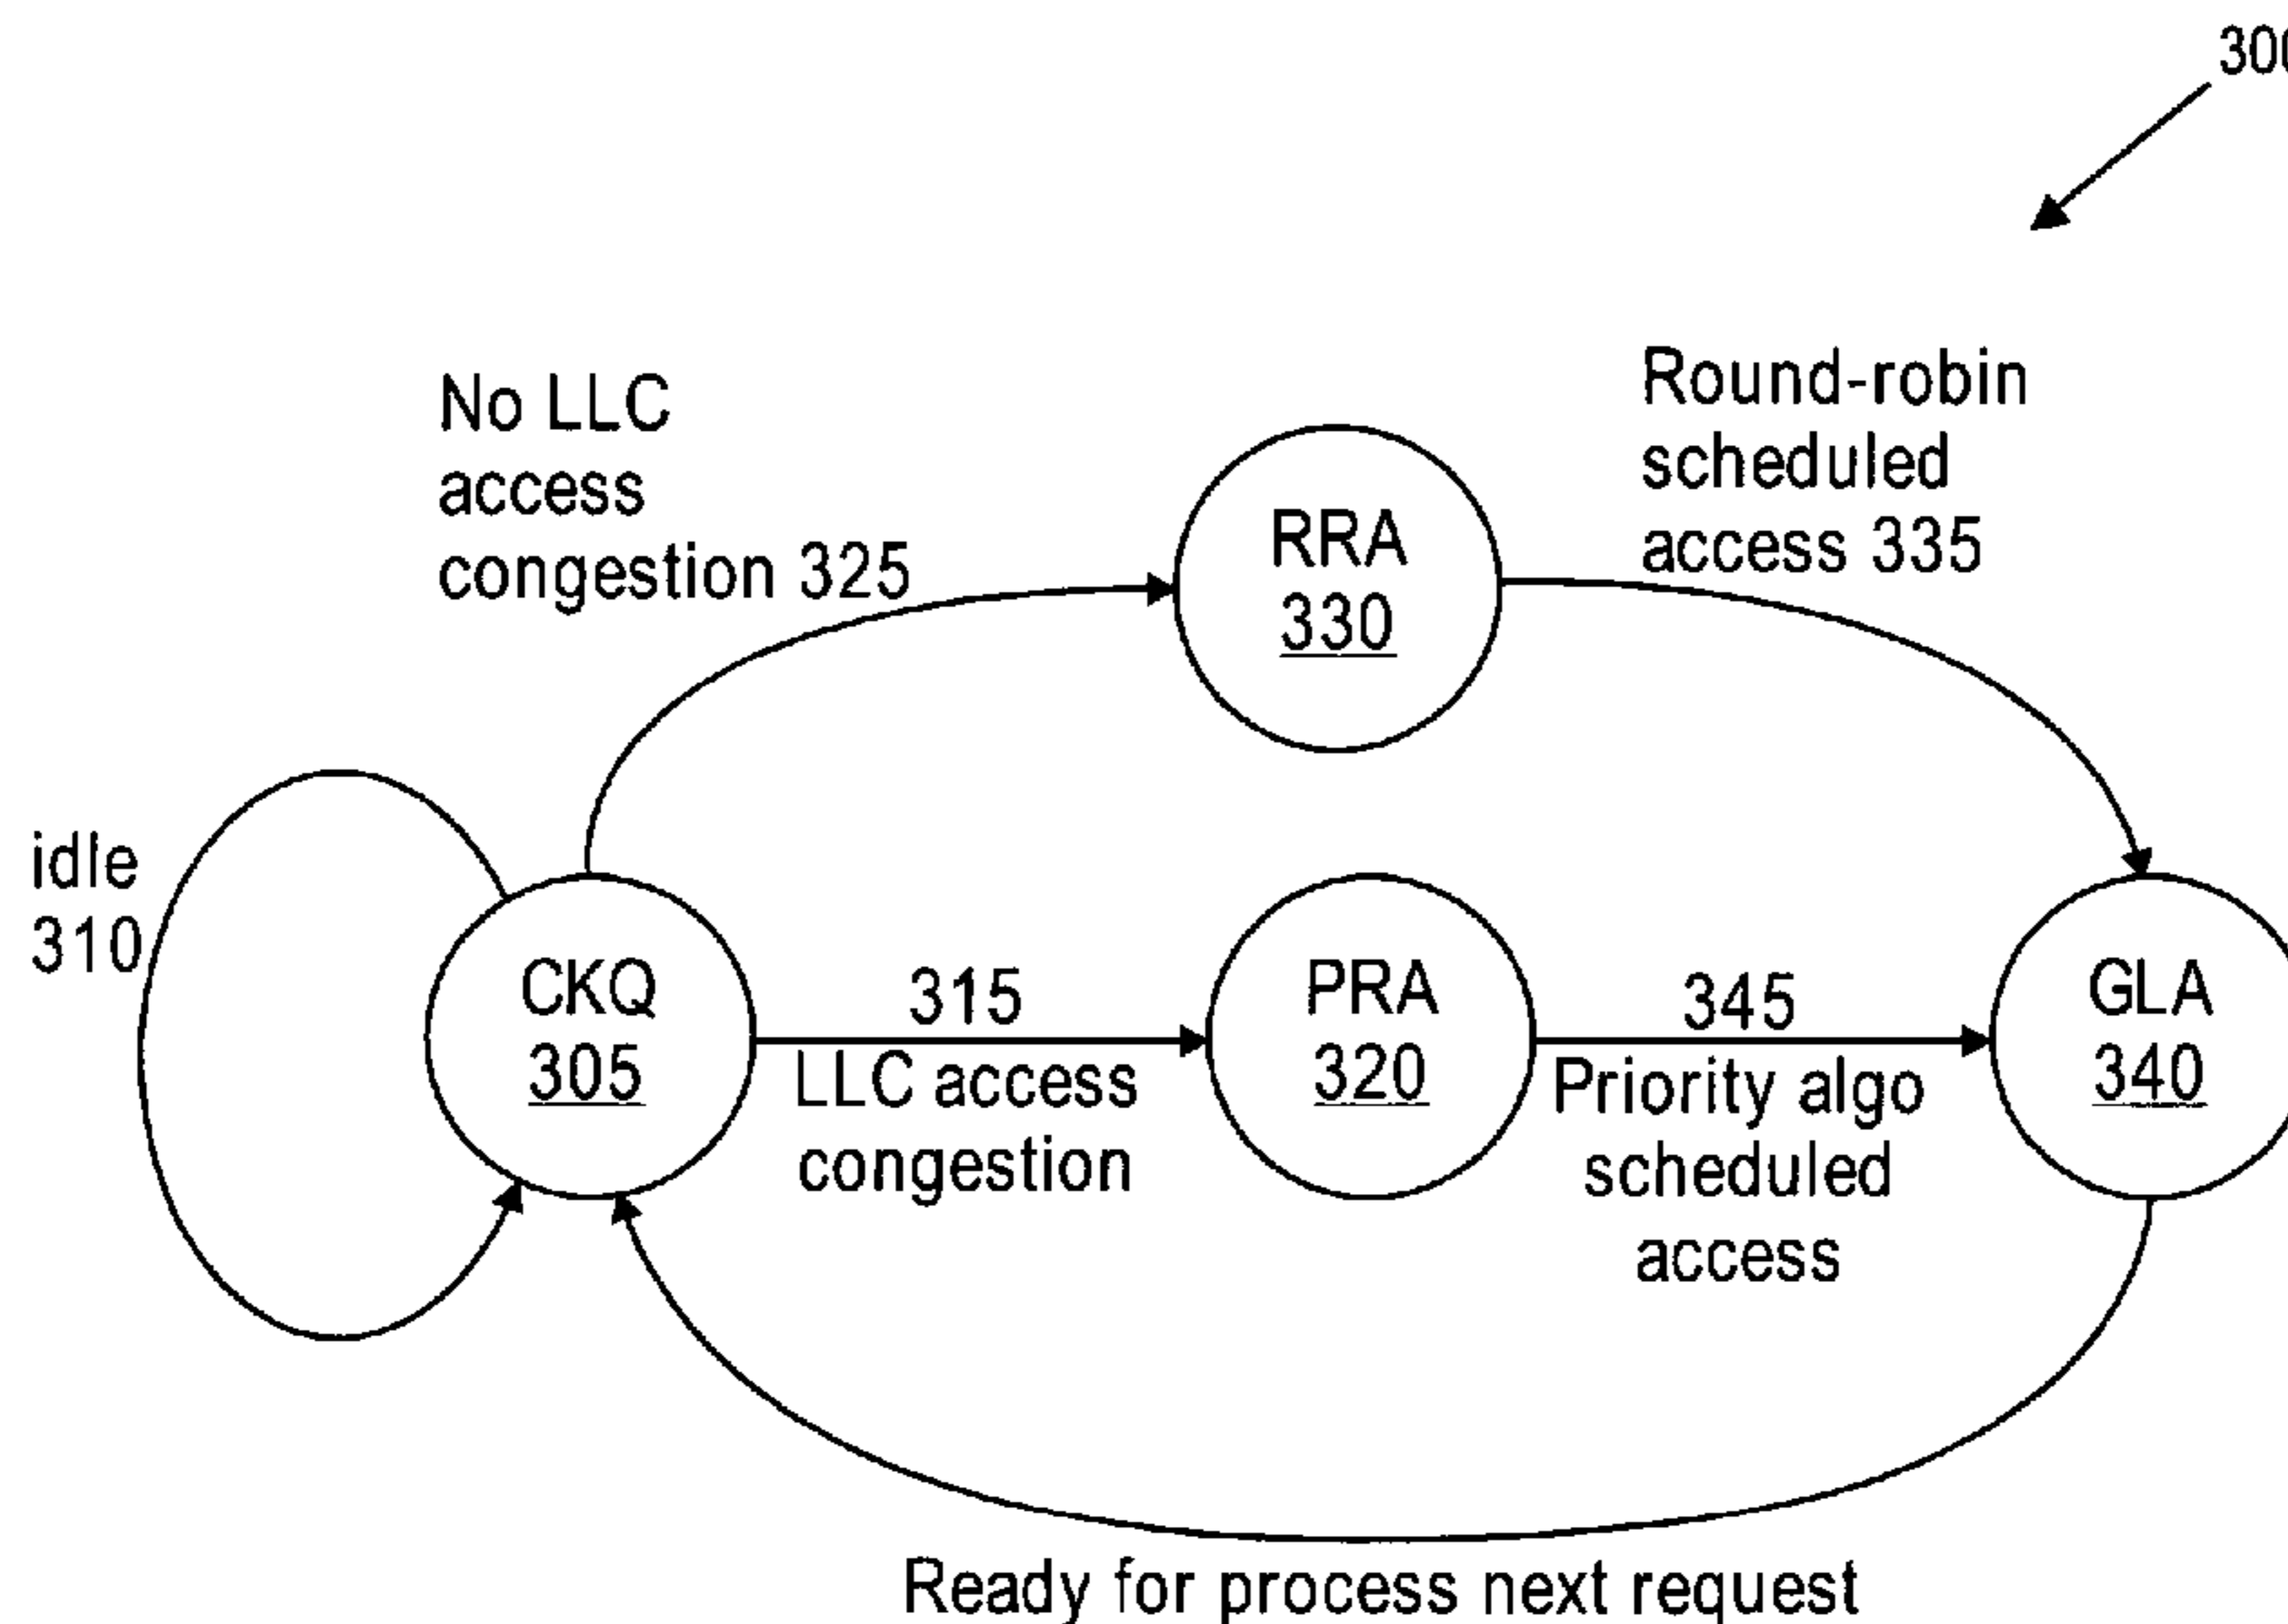 300
No LLC
access
congestion 325
Round-robin
scheduled
access 335
RRA
330
idle
310
CKQ
305
315
LLC access
congestion
PRA
320
345
Priority algo
scheduled
access
GLA
340
Ready for process next request